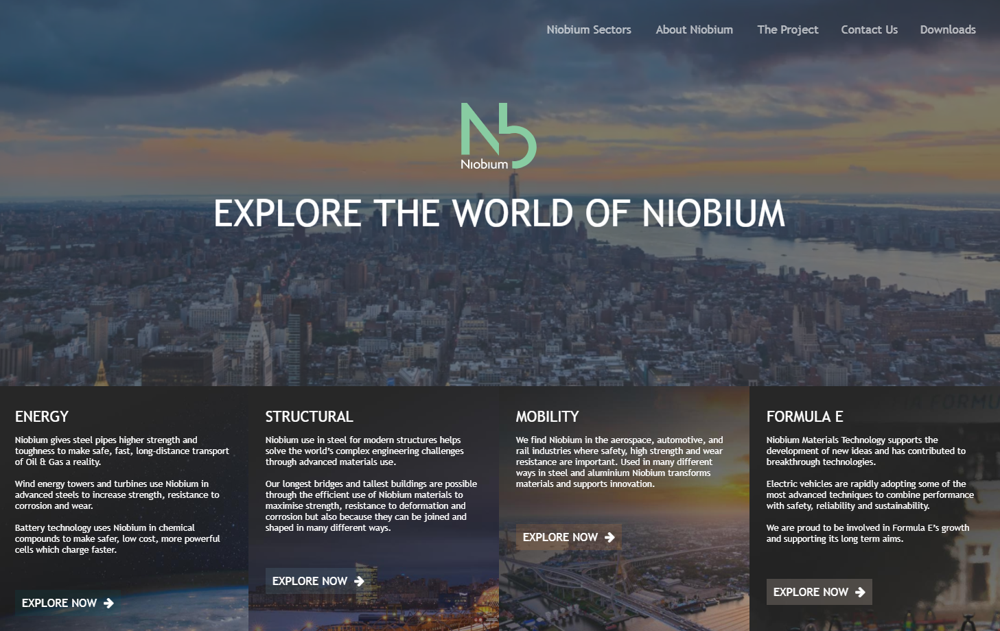 Niobium Sectors About Niobium The Project Contact Us Downloads
Nb
Niobium
EXPLORE THE WORLD OF NIOBIUM
ENERGY
Niobium gives steel pipes higher strength and
toughness to make safe, fast, long-distance transport
of Oil & Gas a reality.
Wind energy towers and turbines use Niobium in
advanced steels to increase strength, resistance to
corrosion and wear.
Battery technology uses Niobium in chemical
compounds to make safer, low cost, more powerful
cells which charge faster.
EXPLORE NOW
STRUCTURAL
Niobium use in steel for modern structures helps
solve the world’s complex engineering challenges
through advanced materials use.
Our longest bridges and tallest buildings are possible
through the efficient use of Niobium materials to
maximise strength, resistance to deformation and
corrosion but also because they can be joined and
shaped in many different ways.
EXPLORE NOW
MOBILITY
We find Niobium in the aerospace, automotive, and
rail industries where safety, high strength and wear
resistance are important. Used in many different
ways in steel and aluminium Niobium transforms
materials and supports innovation.
EXPLORE NOW
FIA FORMU
FORMULA E
Niobium Materials Technology supports the
development of new ideas and has contributed to
breakthrough technologies.
Electric vehicles are rapidly adopting some of the
most advanced techniques to combine performance
with safety, reliability and sustainability.
We are proud to be involved in Formula E’s growth
and supporting its long term aims.
EXPLORE NOW